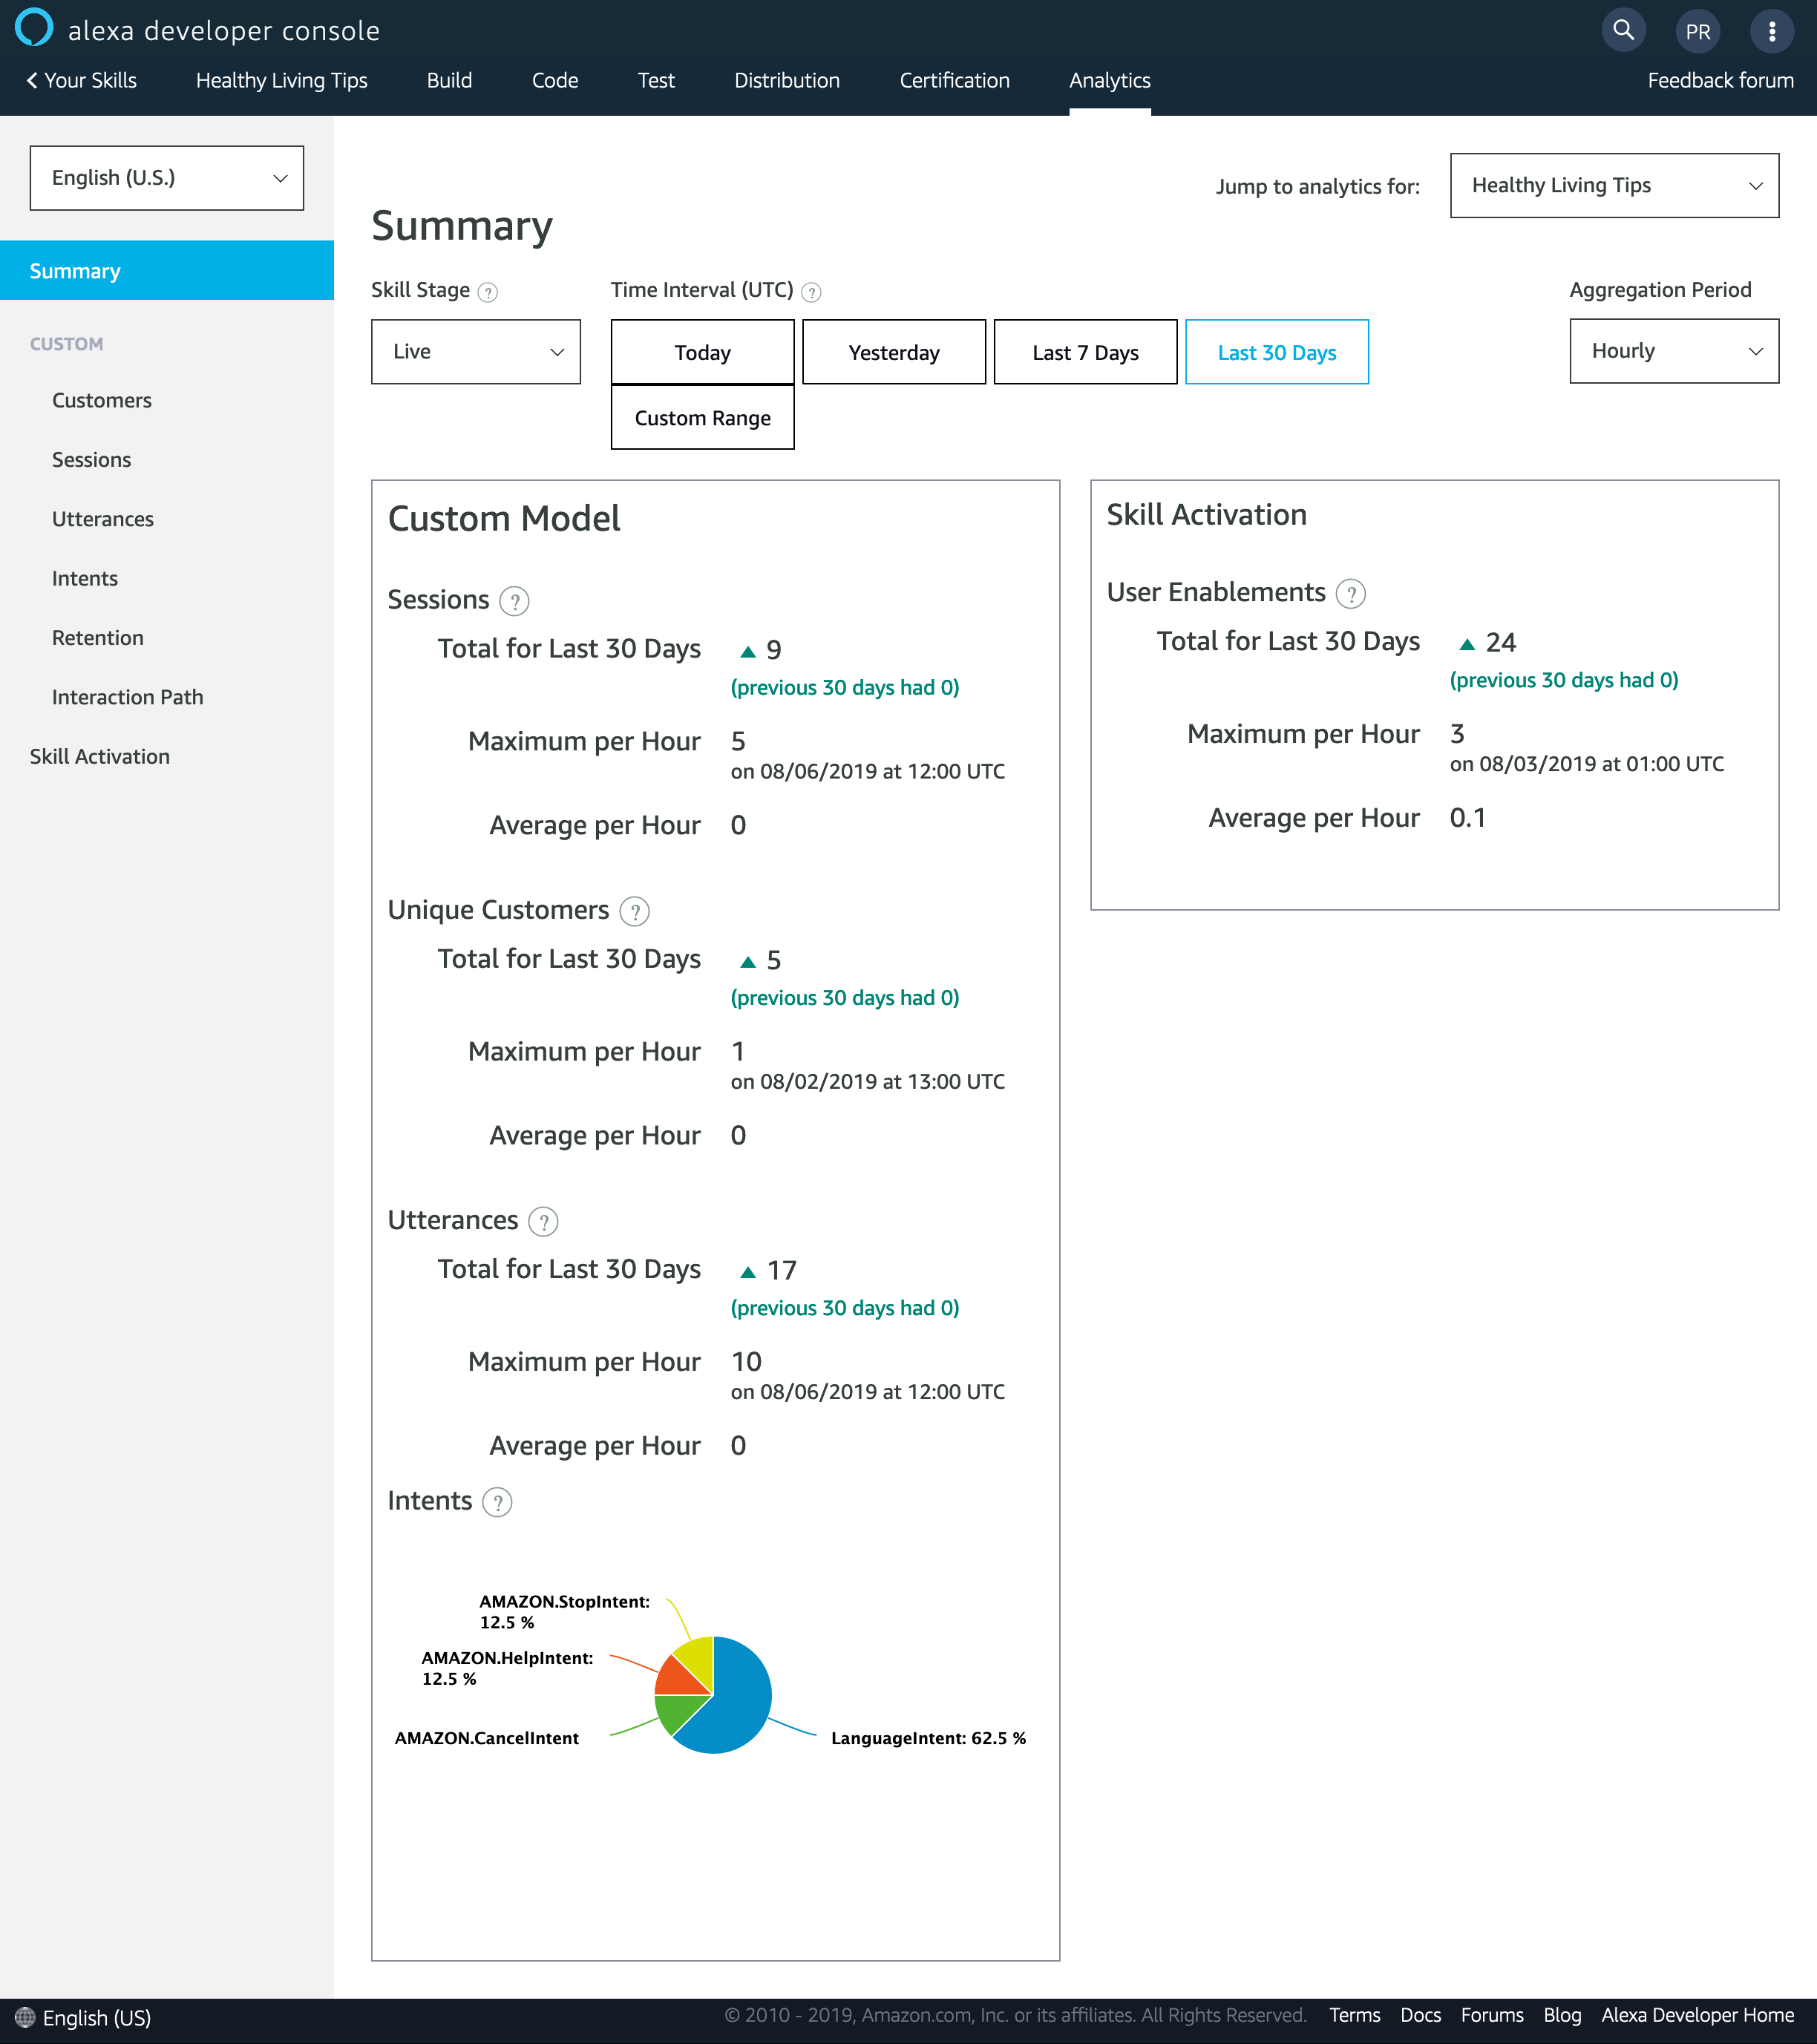 alexa developer console
PR
Your Skills
Healthy Living Tips
Build
Code
Test
Distribution
Certification
Analytics
Feedback forum
English (U.S.)
Summary
CUSTOM
Customers
Sessions
Utterances
Intents
Retention
Interaction Path
Skill Activation
Jump to analytics for:
Healthy Living Tips
Summary
Skill Stage ?
Live
Time Interval (UTC) ?
Today
Yesterday
Last 7 Days
Last 30 Days
Custom Range
Aggregation Period
Hourly
Custom Model
Sessions ?
Total for Last 30 Days ▲ 9
(previous 30 days had 0)
Maximum per Hour 5
on 08/06/2019 at 12:00 UTC
Average per Hour 0
Unique Customers ?
Total for Last 30 Days ▲ 5
(previous 30 days had 0)
Maximum per Hour 1
on 08/02/2019 at 13:00 UTC
Average per Hour 0
Utterances ?
Total for Last 30 Days ▲ 17
(previous 30 days had 0)
Maximum per Hour 10
on 08/06/2019 at 12:00 UTC
Average per Hour 0
Intents ?
AMAZON.StopIntent:
12.5 %
AMAZON.HelpIntent:
12.5 %
AMAZON.CancelIntent
LanguageIntent: 62.5 %
Skill Activation
User Enablements ?
Total for Last 30 Days ▲ 24
(previous 30 days had 0)
Maximum per Hour 3
on 08/03/2019 at 01:00 UTC
Average per Hour 0.1
English (US)
© 2010 - 2019, Amazon.com, Inc. or its affiliates. All Rights Reserved.
Terms
Docs
Forums
Blog
Alexa Developer Home